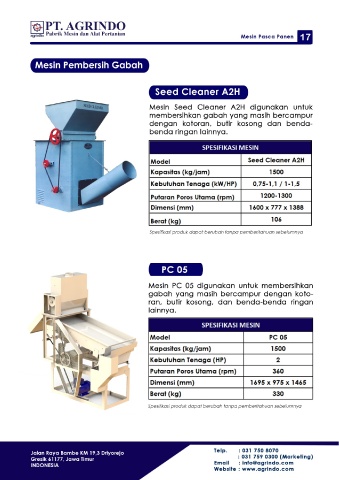 PT. AGRINDO
Pabrik Mesin dan Alat Pertanian
agrindo
Mesin Pasca Panen 17
Mesin Pembersih Gabah
Seed Cleaner A2H
Mesin Seed Cleaner A2H digunakan untuk
membersihkan gabah yang masih bercampur
dengan kotoran, butir kosong dan benda-
benda ringan lainnya.
SPESIFIKASI MESIN
Model Seed Cleaner A2H
Kapasitas (kg/jam) 1500
Kebutuhan Tenaga (kW/HP) 0,75-1,1 / 1-1,5
Putaran Poros Utama (rpm) 1200-1300
Dimensi (mm) 1600 x 777 x 1388
Berat (kg) 106
Spesifikasi produk dapat berubah tanpa pemberitahuan sebelumnya
PC 05
Mesin PC 05 digunakan untuk membersihkan
gabah yang masih bercampur dengan koto-
ran, butir kosong, dan benda-benda ringan
lainnya.
SPESIFIKASI MESIN
Model PC 05
Kapasitas (kg/jam) 1500
Kebutuhan Tenaga (HP) 2
Putaran Poros Utama (rpm) 360
Dimensi (mm) 1695 x 975 x 1465
Berat (kg) 330
Spesifikasi produk dapat berubah tanpa pemberitahuan sebelumnya
Jalan Raya Bambe KM 19,3 Driyorejo
Gresik 61177, Jawa Timur
INDONESIA
Telp. : 031 750 8070
: 031 759 0300 (Marketing)
Email : info@agrindo.com
Website : www.agrindo.com